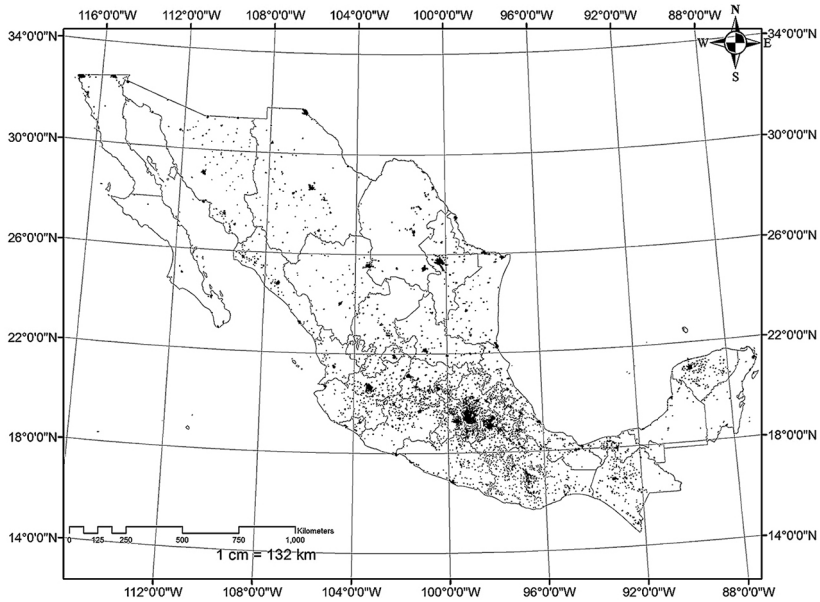 116°0'0"W 112°0'0"W 108°0'0"W 104°0'0"W 100°0'0"W 96°0'0"W 92°0'0"W 88°0'0"W
N
W E
S
34°0'0"N 34°0'0"N
30°0'0"N 30°0'0"N
26°0'0"N 26°0'0"N
22°0'0"N 22°0'0"N
18°0'0"N 18°0'0"N
14°0'0"N 14°0'0"N
Kilometers
0 125 250 500 750 1,000
1 cm = 132 km
112°0'0"W 108°0'0"W 104°0'0"W 100°0'0"W 96°0'0"W 92°0'0"W 88°0'0"W